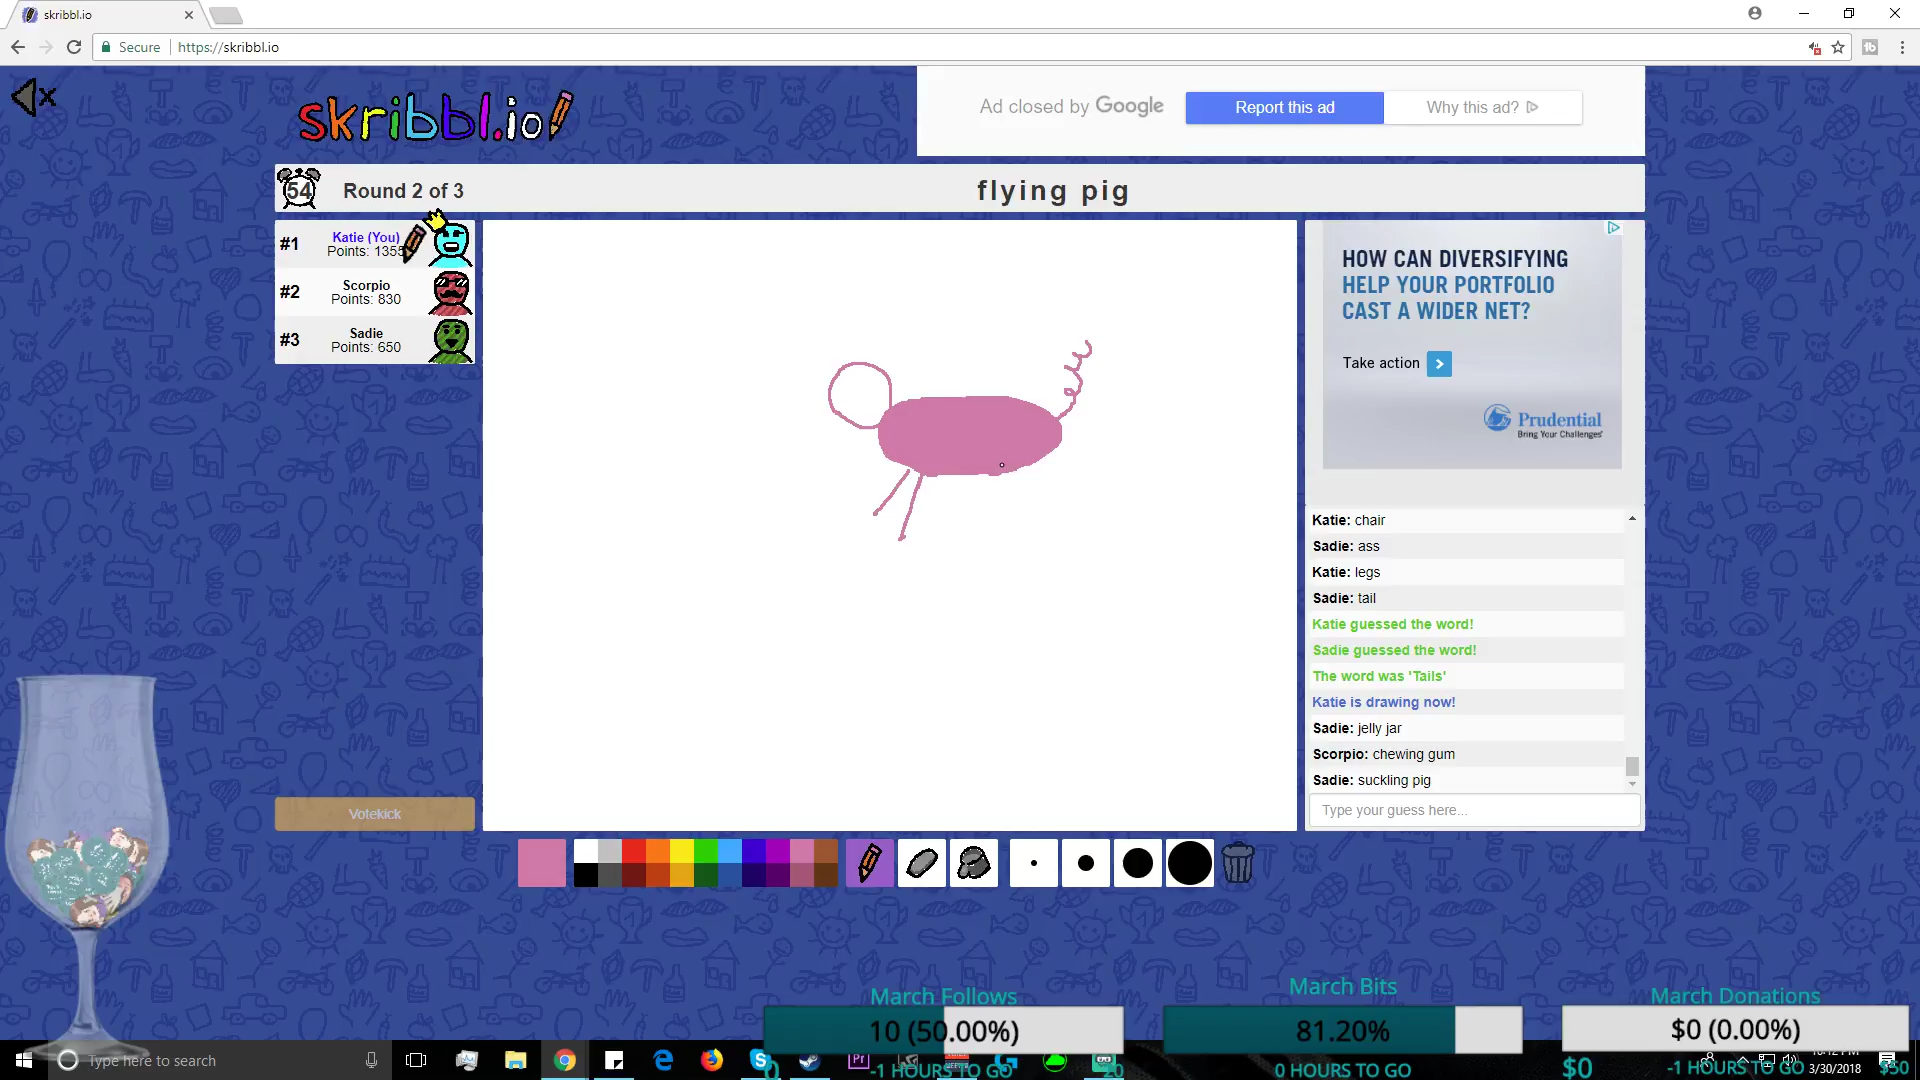 skribbl.io
Secure
https://skribbl.io
skribbl.io
Ad closed by Google
Report this ad
Why this ad?
54
Round 2 of 3
flying pig
#1
Katie (You)
Points: 1355
#2
Scorpio
Points: 830
#3
Sadie
Points: 650
HOW CAN DIVERSIFYING
HELP YOUR PORTFOLIO
CAST A WIDER NET?
Take action
Prudential
Bring Your Challenges
Katie: chair
Sadie: ass
Katie: legs
Sadie: tail
Katie guessed the word!
Sadie guessed the word!
The word was 'Tails'
Katie is drawing now!
Sadie: jelly jar
Scorpio: chewing gum
Sadie: suckling pig
Type your guess here...
Votekick
March Follows
10 (50.00%)
-1 HOURS TO GO
20
March Bits
81.20%
0 HOURS TO GO
March Donations
$0 (0.00%)
$0
-1 HOURS TO GO
$50
Type here to search
3/30/2018